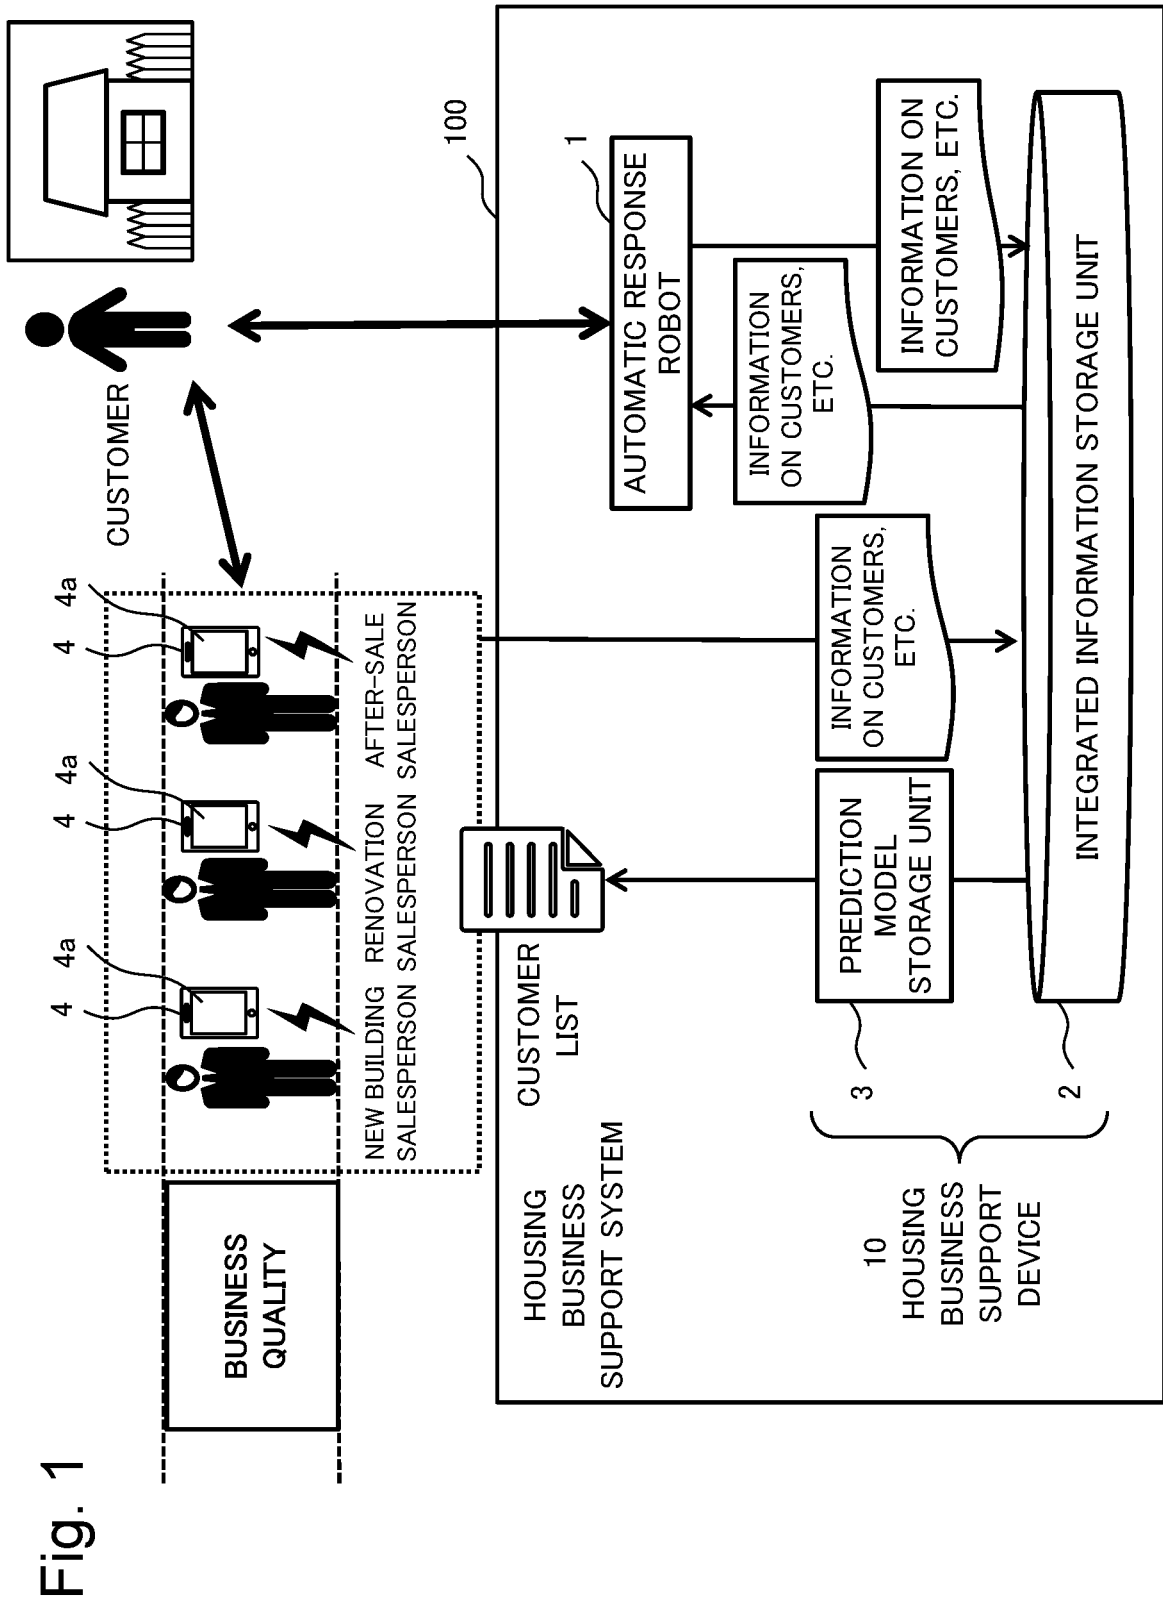 Fig. 1
BUSINESS
QUALITY
4
4a
4
4a
4
4a
NEW BUILDING
SALESPERSON
RENOVATION
SALESPERSON
AFTER-SALE
SALESPERSON
CUSTOMER
100
HOUSING
BUSINESS
SUPPORT SYSTEM
CUSTOMER
LIST
1
AUTOMATIC RESPONSE
ROBOT
INFORMATION
ON CUSTOMERS,
ETC.
INFORMATION
ON CUSTOMERS,
ETC.
INFORMATION ON
CUSTOMERS, ETC.
10
HOUSING
BUSINESS
SUPPORT
DEVICE
3
PREDICTION
MODEL
STORAGE UNIT
2
INTEGRATED INFORMATION STORAGE UNIT